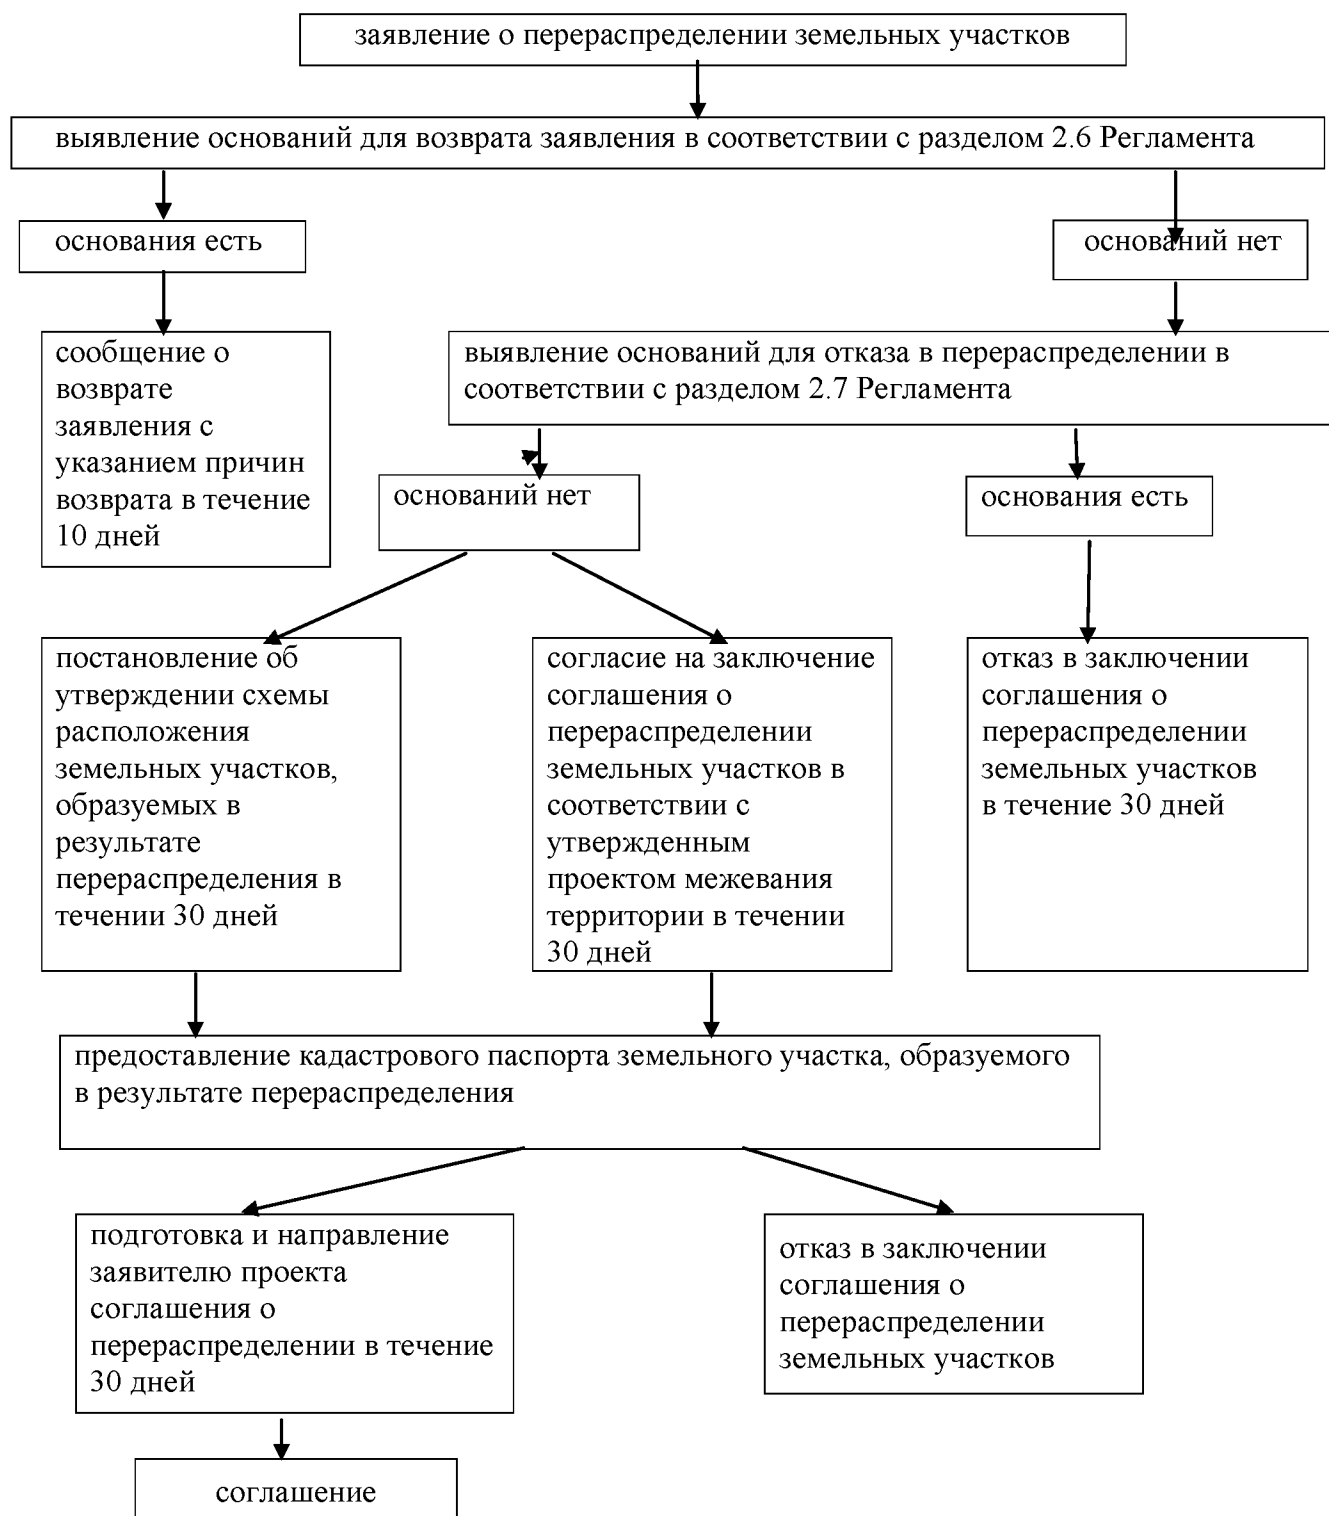 заявление о перераспределении земельных участков
выявление оснований для возврата заявления в соответствии с разделом 2.6 Регламента
основания есть
оснований нет
сообщение о
возврате
заявления с
указанием причин
возврата в течение
10 дней
выявление оснований для отказа в перераспределении в
соответствии с разделом 2.7 Регламента
оснований нет
основания есть
постановление об
утверждении схемы
расположения
земельных участков,
образуемых в
результате
перераспределения в
течении 30 дней
согласие на заключение
соглашения о
перераспределении
земельных участков в
соответствии с
утвержденным
проектом межевания
территории в течении
30 дней
отказ в заключении
соглашения о
перераспределении
земельных участков
в течение 30 дней
предоставление кадастрового паспорта земельного участка, образуемого
в результате перераспределения
подготовка и направление
заявителю проекта
соглашения о
перераспределении в течение
30 дней
отказ в заключении
соглашения о
перераспределении
земельных участков
соглашение